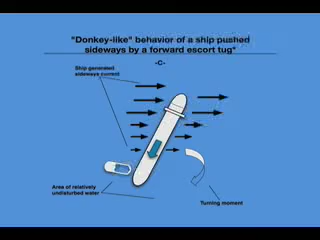 "Donkey-like" behavior of a ship pushed
sideways by a forward escort tug"
-C-
Ship generated
sideways current
Area of relatively
undisturbed water
Turning moment